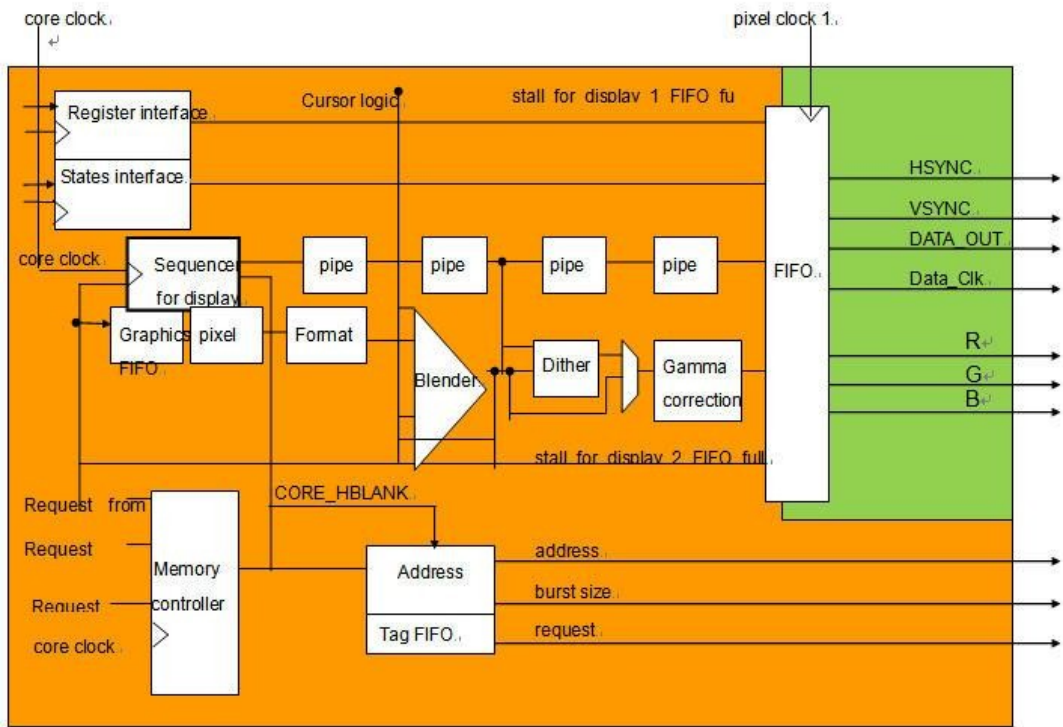 core clock
pixel clock 1
Register interface
Cursor logic
stall for display 1 FIFO fu
States interface
HSYNC
VSYNC
DATA_OUT
Data_Clk
core clock
Sequencer
for display
pipe
pipe
pipe
pipe
FIFO
Graphics
FIFO
pixel
Format
Blender
Dither
Gamma
correction
R
G
B
stall for display 2 FIFO full
CORE_HBLANK
Request from
Request
Request
core clock
Memory
controller
Address
Tag FIFO
address
burst size
request